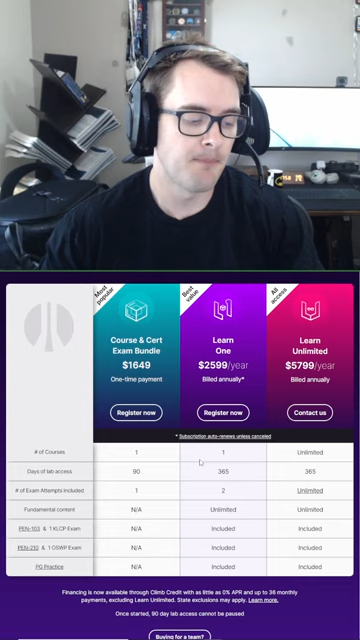 Most popular
Best value
All access
Course & Cert Exam Bundle
$1649
One-time payment
Register now
Learn One
$2599/year
Billed annually*
Register now
Learn Unlimited
$5799/year
Billed annually
Contact us
* Subscription auto-renews unless canceled
# of Courses 1 1 Unlimited
Days of lab access 90 365 365
# of Exam Attempts included 1 2 Unlimited
Fundamental content N/A Unlimited Unlimited
PEN-103 & 1 KLCP Exam N/A Included Included
PEN-210 & 1 OSWP Exam N/A Included Included
PG Practice N/A Included Included
Financing is now available through Climb Credit with as little as 0% APR and up to 36 monthly
payments, excluding Learn Unlimited. State exclusions may apply. Learn more.
Once started, 90 day lab access cannot be paused
Buying for a team?